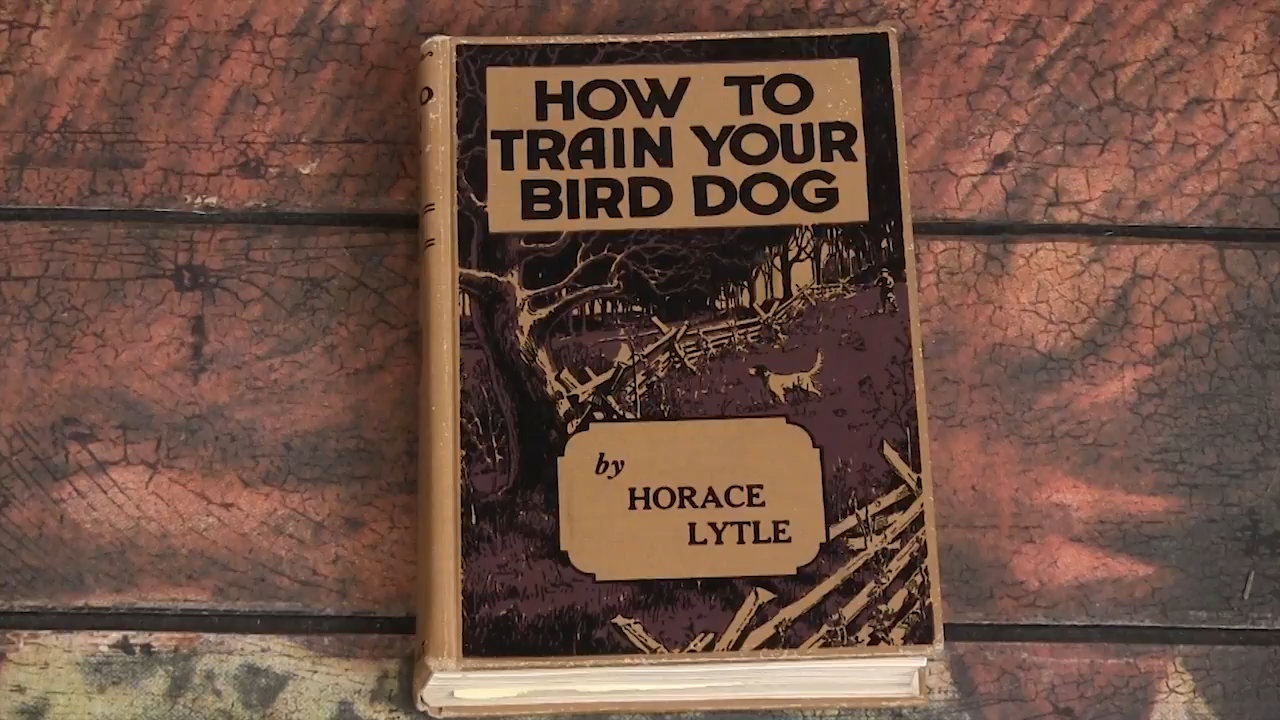 HOW TO
TRAIN YOUR
BIRD DOG
by
HORACE
LYTLE